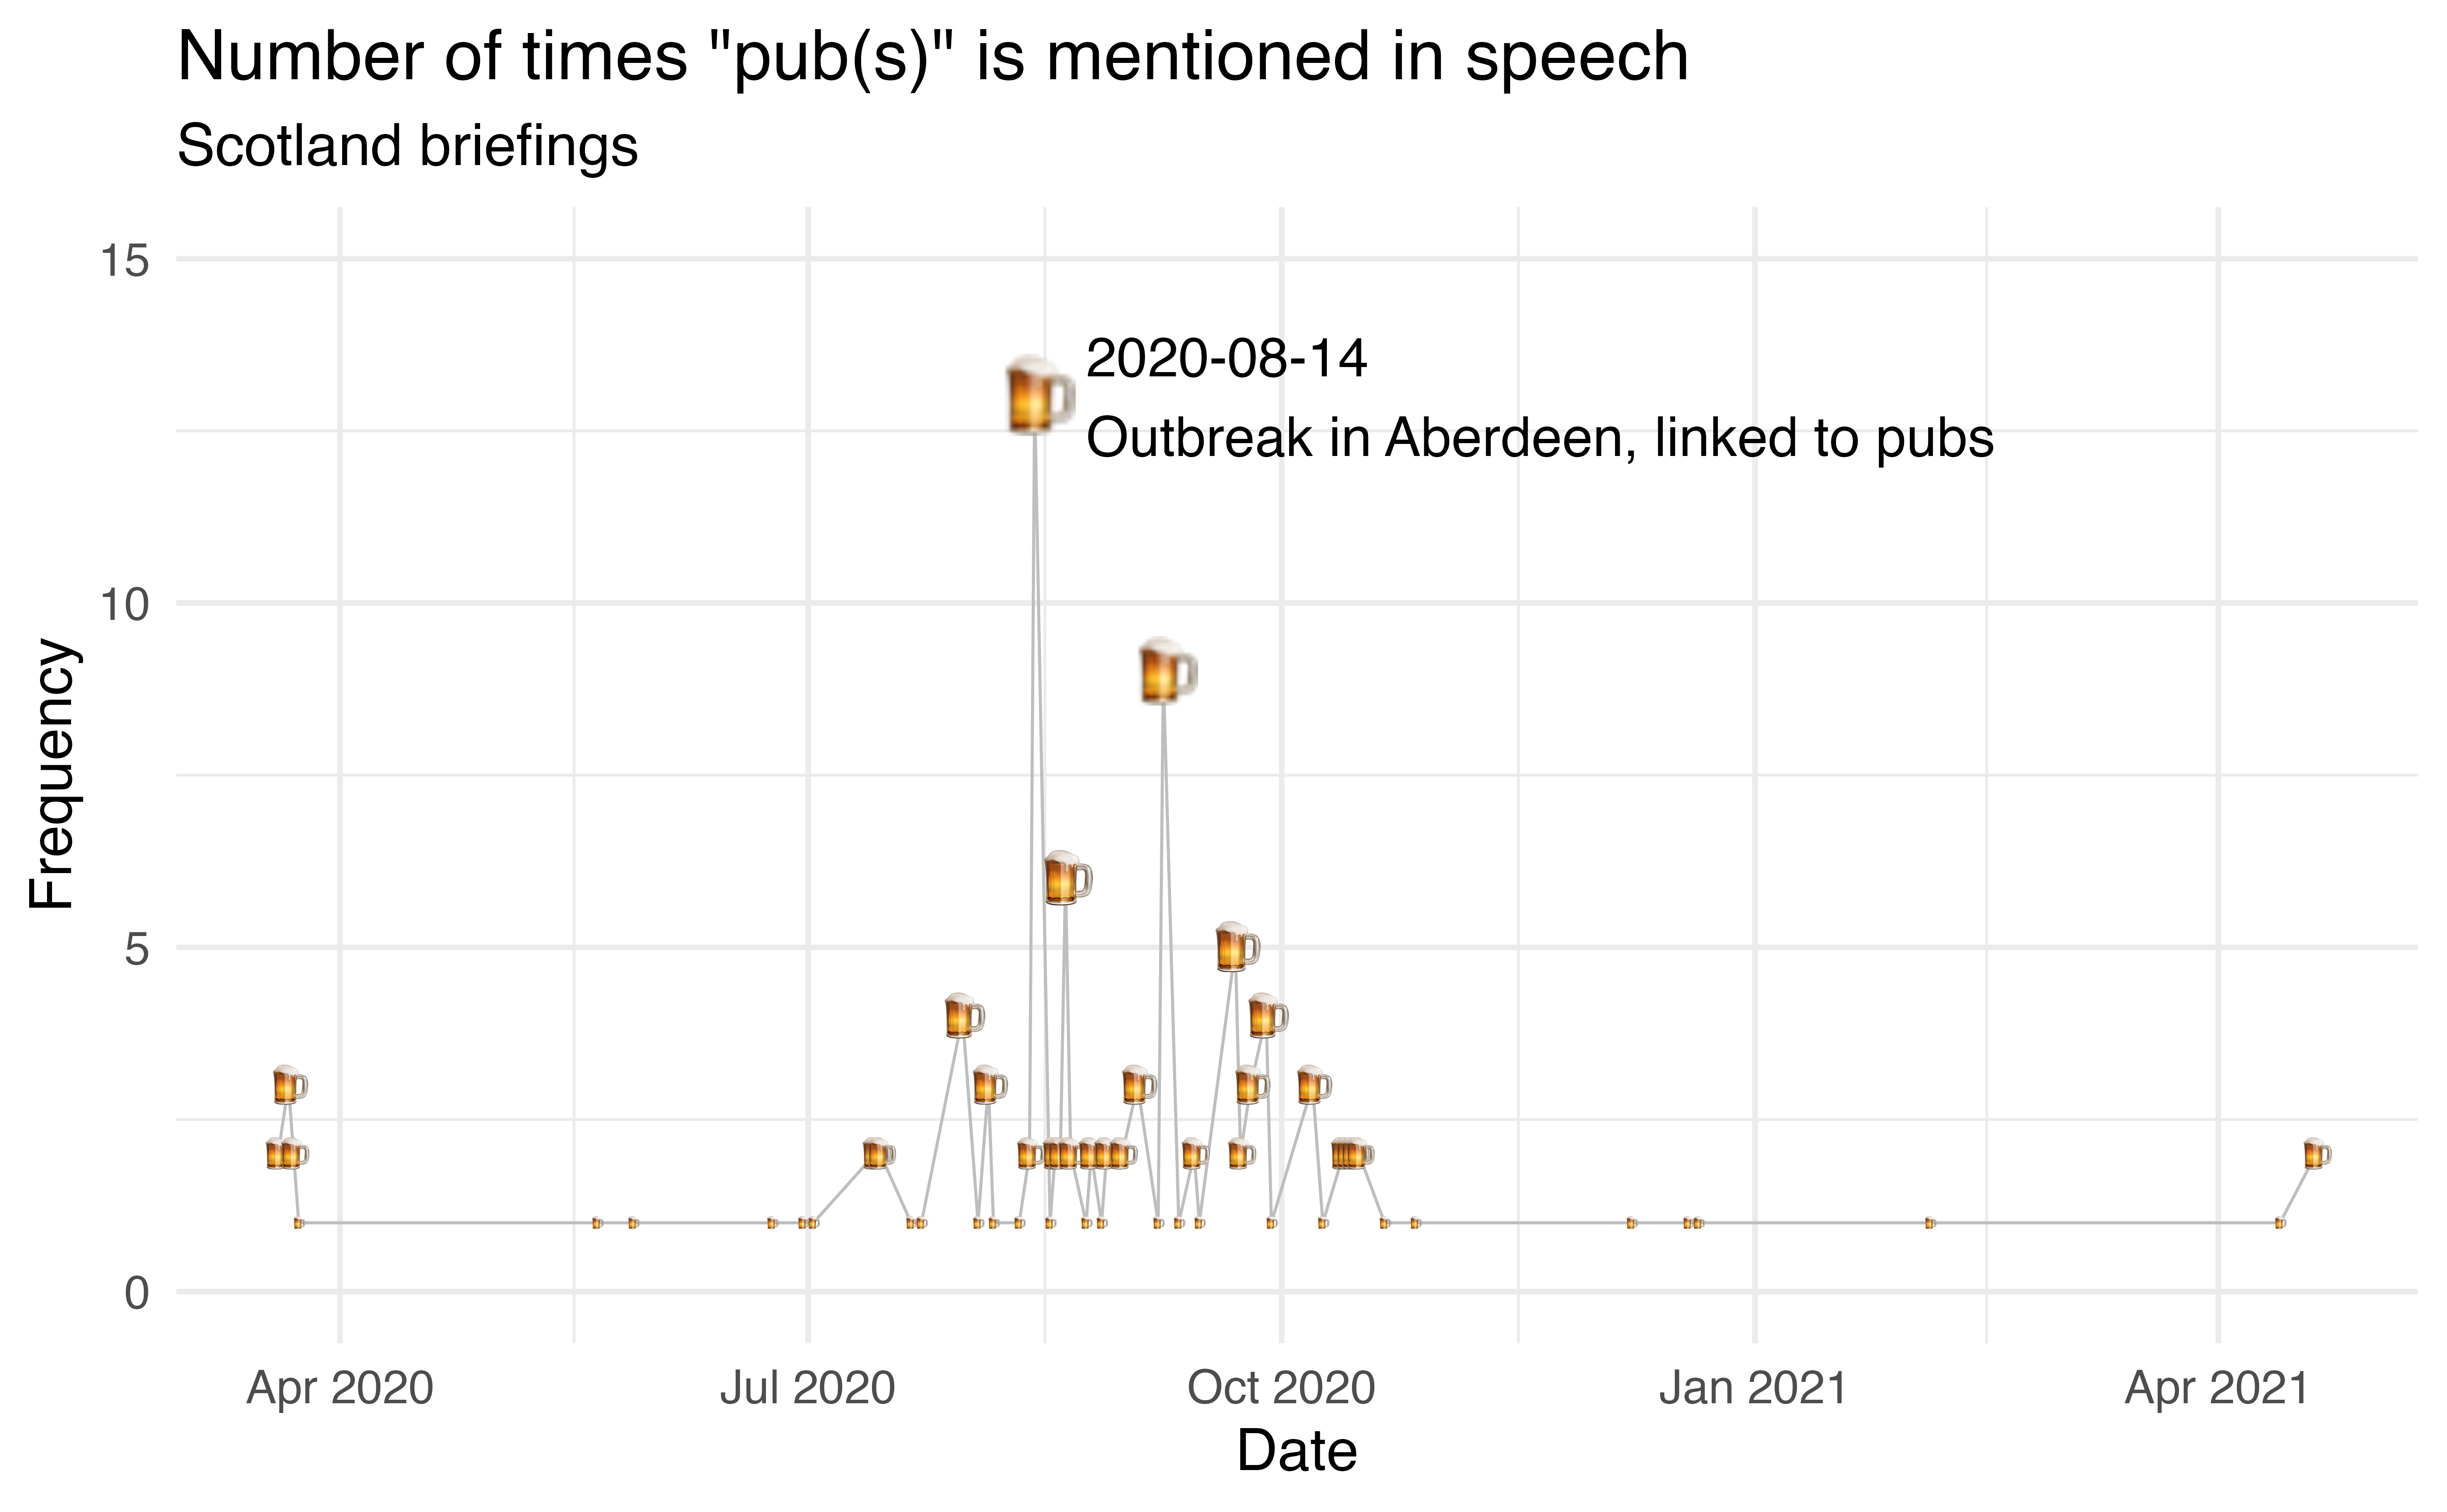 Number of times "pub(s)" is mentioned in speech
Scotland briefings
15
2020-08-14
Outbreak in Aberdeen, linked to pubs
10
5
0
Frequency
Apr 2020
Jul 2020
Oct 2020
Jan 2021
Apr 2021
Date